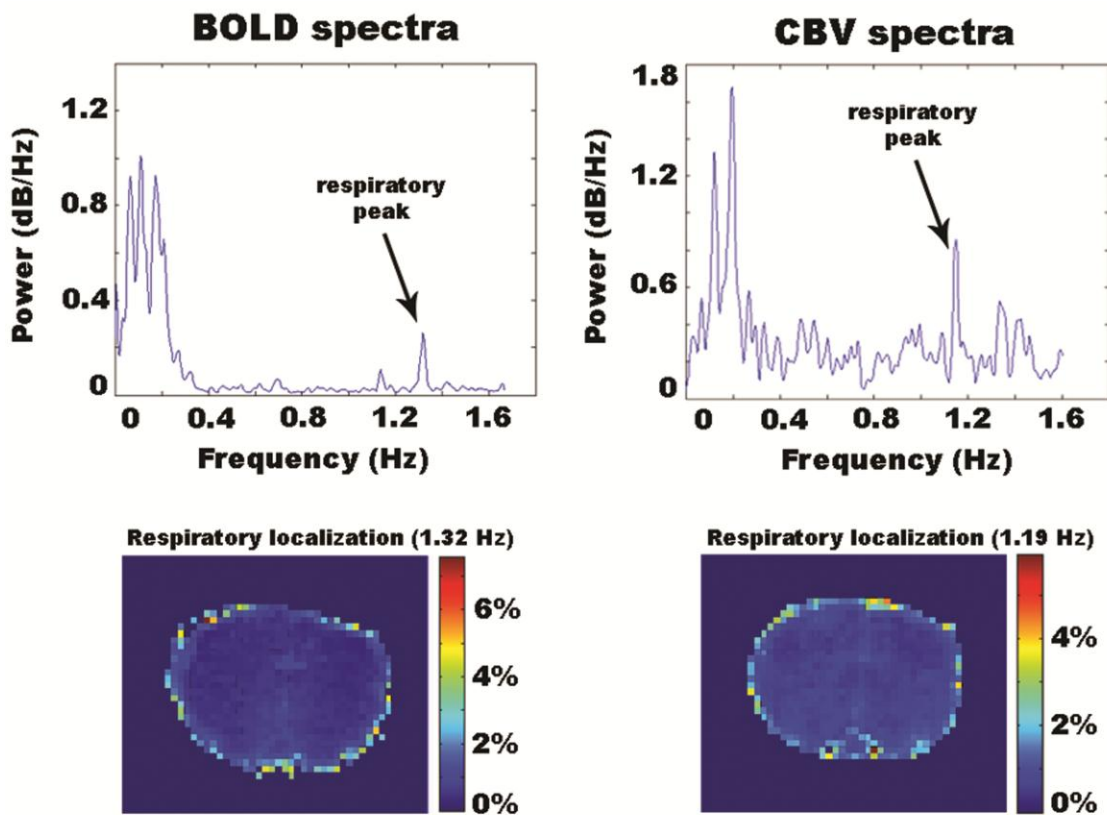 BOLD spectra
Power (dB/Hz)
1.2
0.8
0.4
0
respiratory
peak
0 0.4 0.8 1.2 1.6
Frequency (Hz)
CBV spectra
Power (dB/Hz)
1.8
1.2
0.6
0
respiratory
peak
0 0.4 0.8 1.2 1.6
Frequency (Hz)
Respiratory localization (1.32 Hz)
6%
4%
2%
0%
Respiratory localization (1.19 Hz)
4%
2%
0%